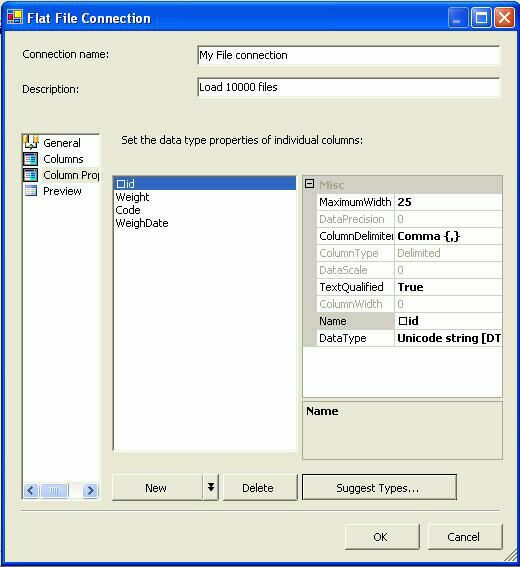 Flat File Connection
Connection name: My File connection
Description: Load 10000 files
Set the data type properties of individual columns:
General
Columns
Column Prop
Preview
□id
Weight
Code
WeighDate
Misc
MaximumWidth 25
DataPrecision 0
ColumnDelimiter Comma {,}
ColumnType Delimited
DataScale 0
TextQualified True
ColumnWidth 0
Name □id
DataType Unicode string [DT
Name
New
Delete
Suggest Types...
OK
Cancel